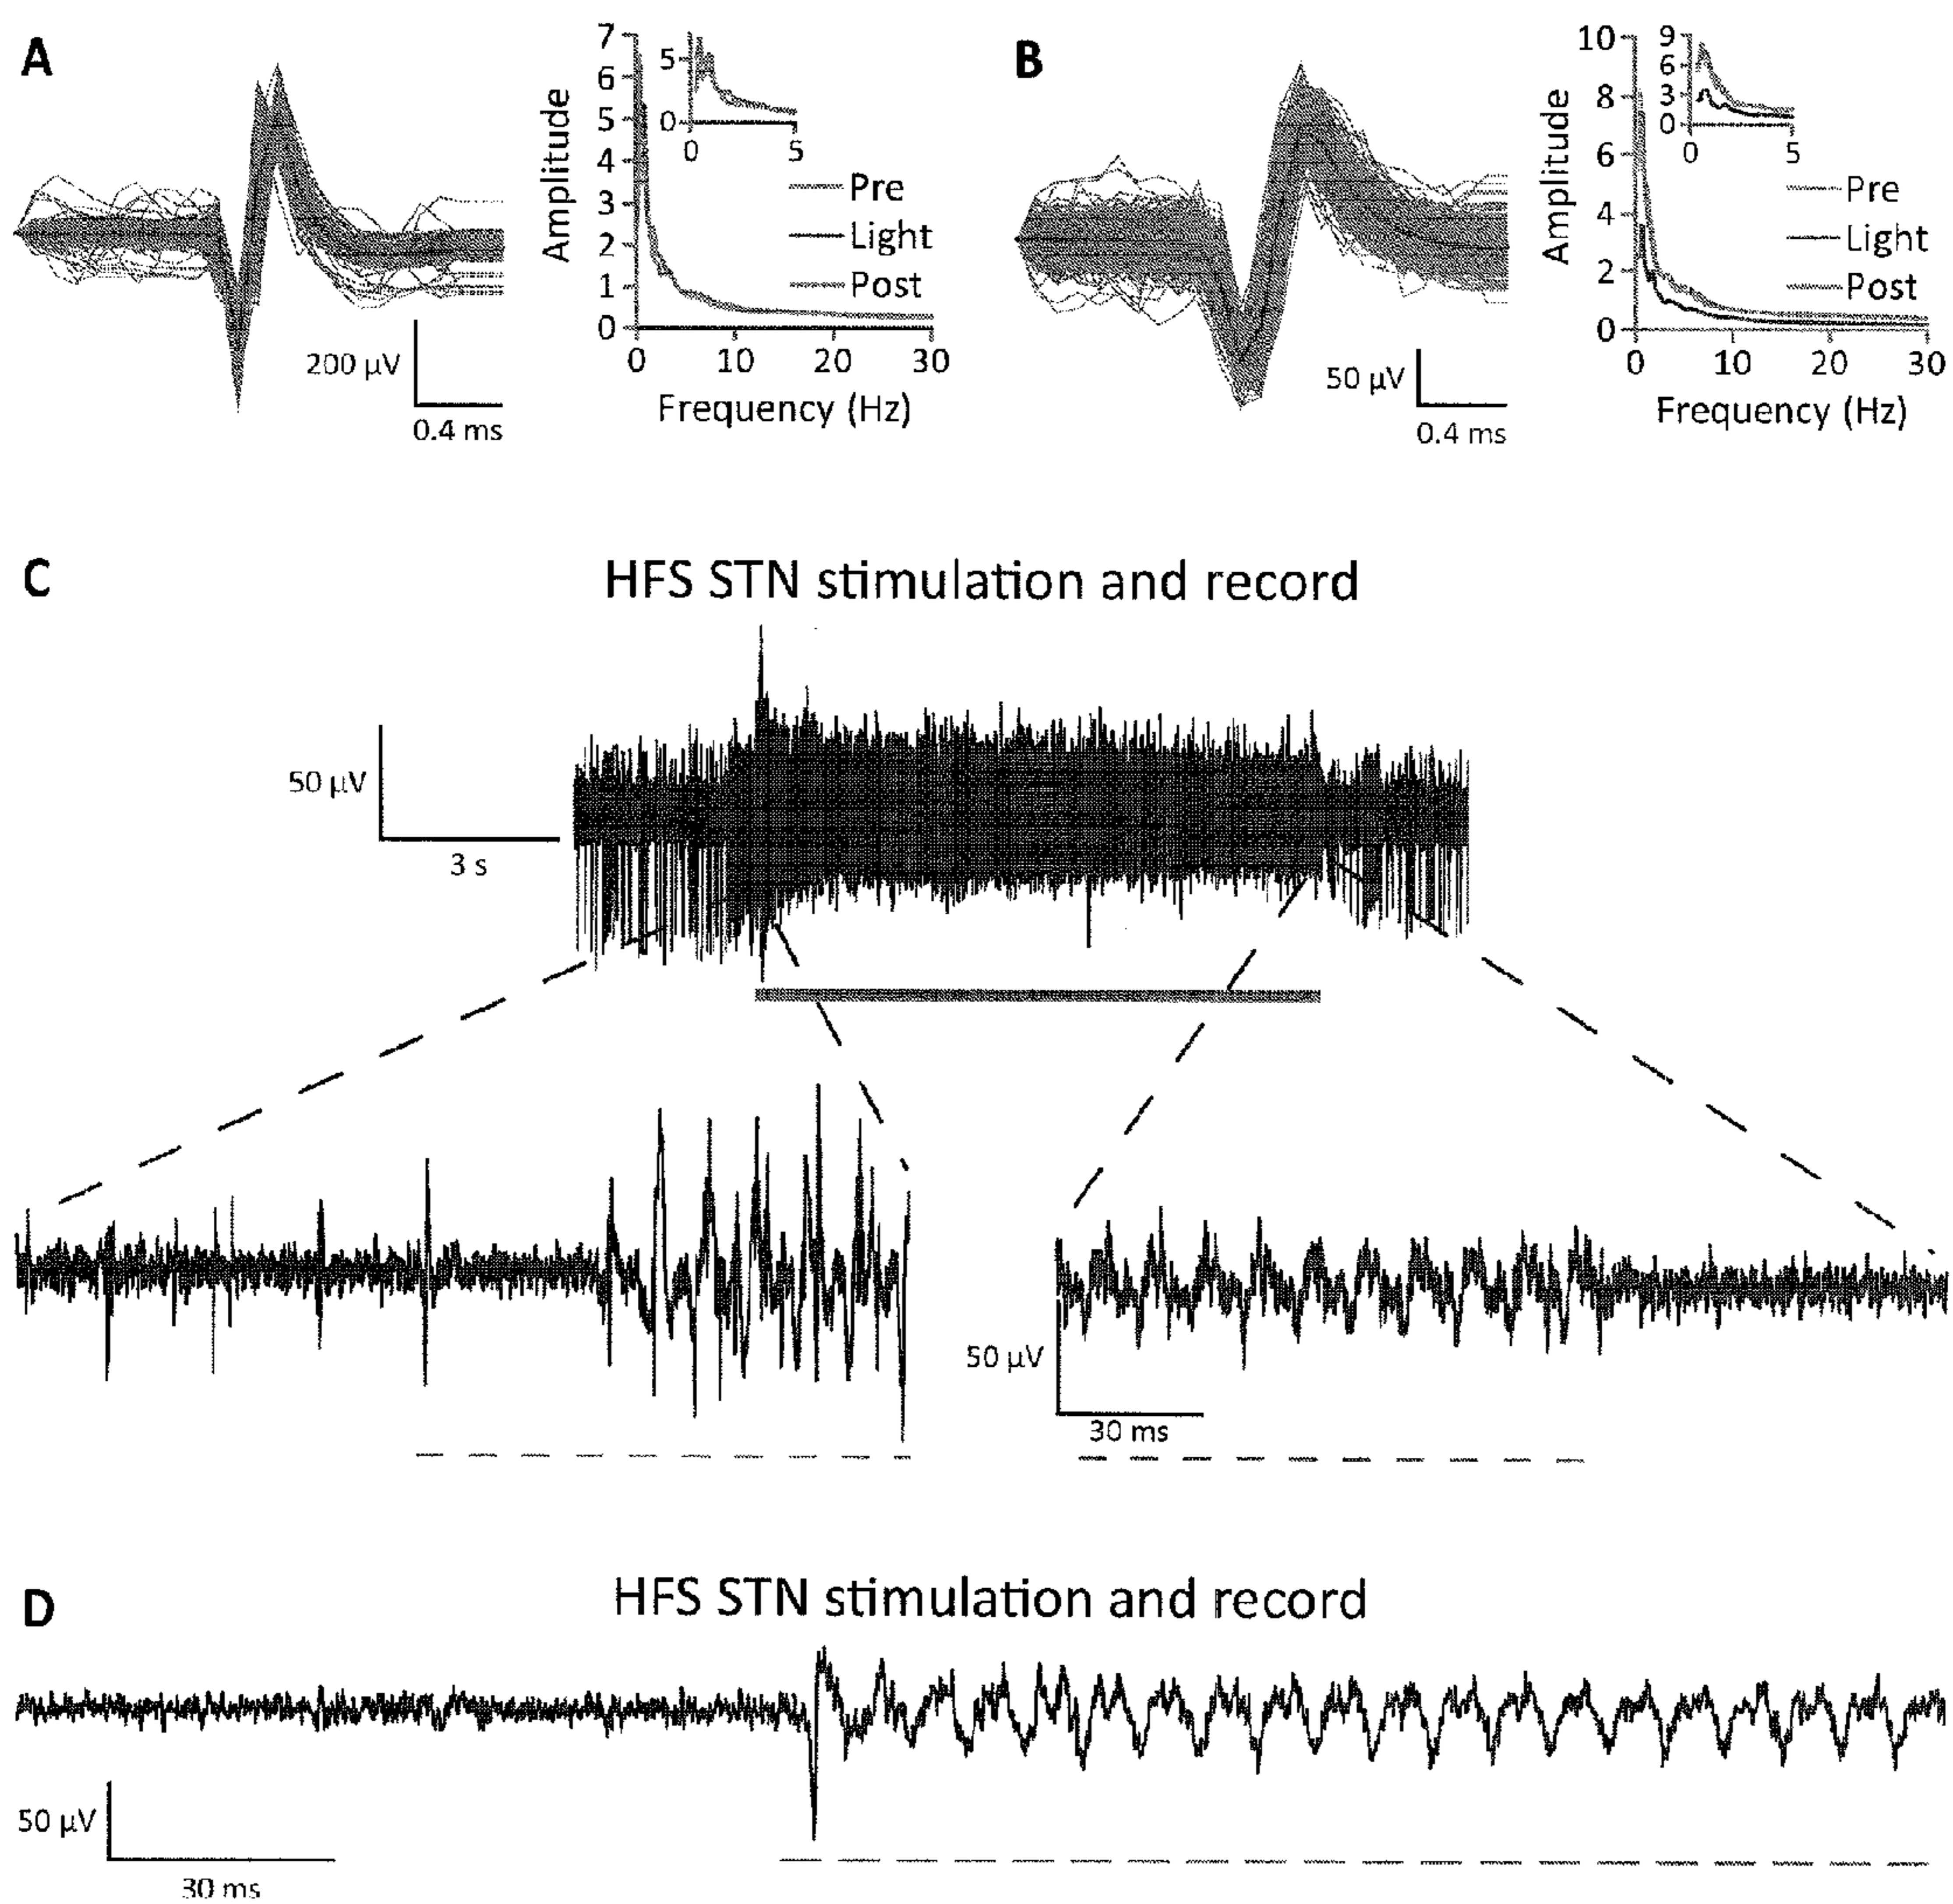 A
7
6
5
4
3
2
1
0
Amplitude
5
0
0
5
Pre
Light
Post
0
10
20
30
Frequency (Hz)
200 µV
0.4 ms
B
10
8
6
4
2
0
Amplitude
9
6
3
0
0
5
Pre
Light
Post
0
10
20
30
Frequency (Hz)
50 µV
0.4 ms
C
HFS STN stimulation and record
50 µV
3 s
50 µV
30 ms
D
HFS STN stimulation and record
50 µV
30 ms